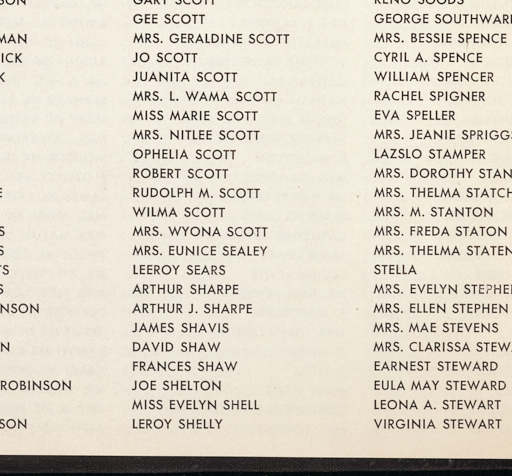 SON
MAN
ICK
K
E
S
S
TS
S
NSON
N
ROBINSON
SON
GARY SCOTT
GEE SCOTT
MRS. GERALDINE SCOTT
JO SCOTT
JUANITA SCOTT
MRS. L. WAMA SCOTT
MISS MARIE SCOTT
MRS. NITLEE SCOTT
OPHELIA SCOTT
ROBERT SCOTT
RUDOLPH M. SCOTT
WILMA SCOTT
MRS. WYONA SCOTT
MRS. EUNICE SEALEY
LEEROY SEARS
ARTHUR SHARPE
ARTHUR J. SHARPE
JAMES SHAVIS
DAVID SHAW
FRANCES SHAW
JOE SHELTON
MISS EVELYN SHELL
LEROY SHELLY
RENO SOODS
GEORGE SOUTHWAR
MRS. BESSIE SPENCE
CYRIL A. SPENCE
WILLIAM SPENCER
RACHEL SPIGNER
EVA SPELLER
MRS. JEANIE SPRIGGS
LAZSLO STAMPER
MRS. DOROTHY STAN
MRS. THELMA STATCH
MRS. M. STANTON
MRS. FREDA STATON
MRS. THELMA STATEN
STELLA
MRS. EVELYN STEPHE
MRS. ELLEN STEPHEN
MRS. MAE STEVENS
MRS. CLARISSA STEW
EARNEST STEWARD
EULA MAY STEWARD
LEONA A. STEWART
VIRGINIA STEWART